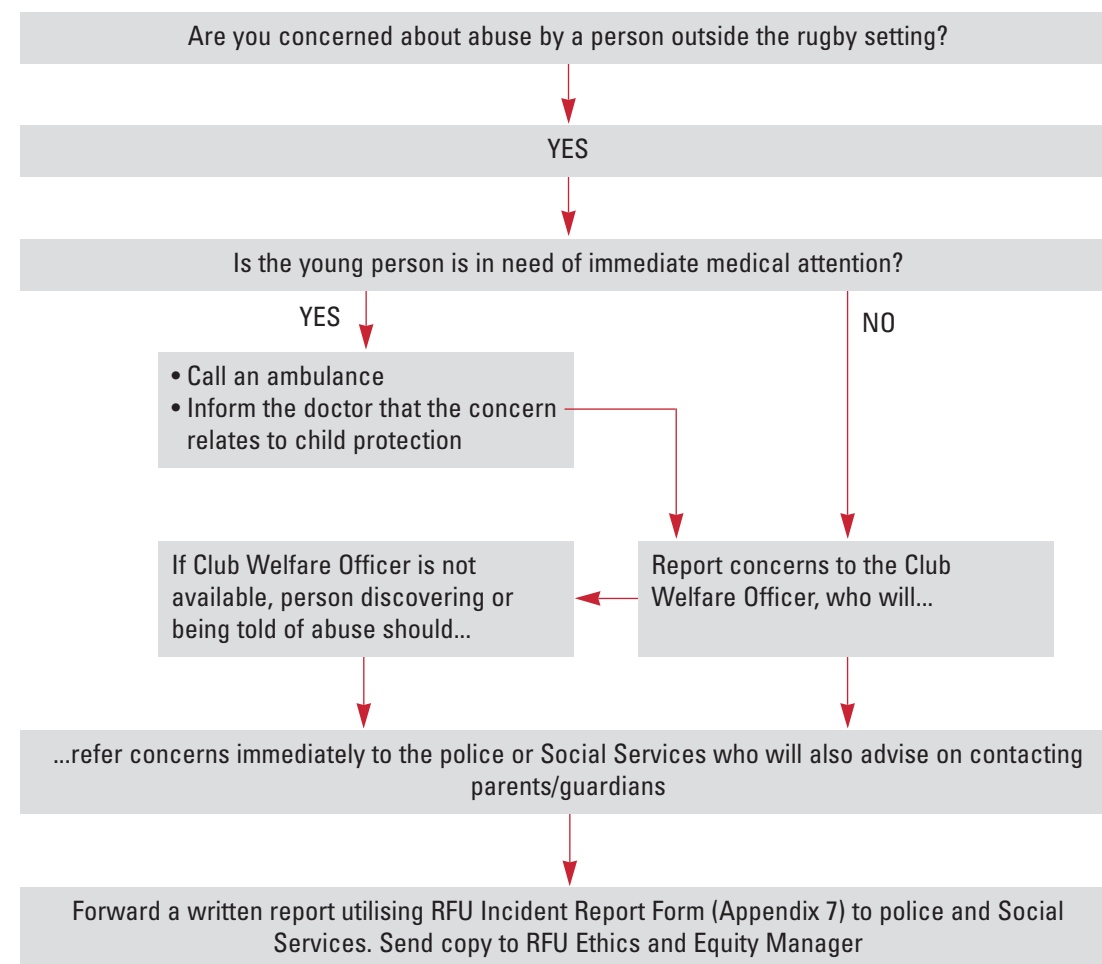 Are you concerned about abuse by a person outside the rugby setting?
YES
Is the young person is in need of immediate medical attention?
YES
NO
• Call an ambulance
• Inform the doctor that the concern
relates to child protection
If Club Welfare Officer is not
available, person discovering or
being told of abuse should...
Report concerns to the Club
Welfare Officer, who will...
...refer concerns immediately to the police or Social Services who will also advise on contacting
parents/guardians
Forward a written report utilising RFU Incident Report Form (Appendix 7) to police and Social
Services. Send copy to RFU Ethics and Equity Manager